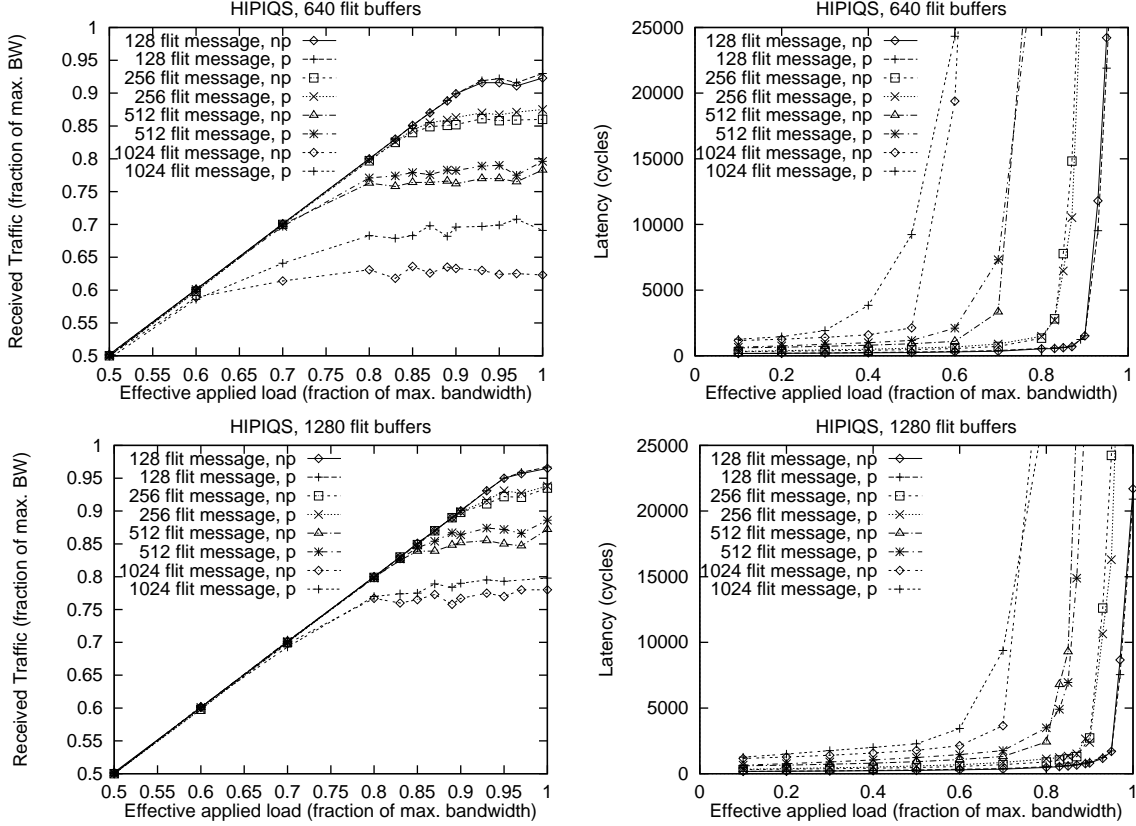 HIPIQS, 640 flit buffers
Received Traffic (fraction of max. BW)
1
0.95
0.9
0.85
0.8
0.75
0.7
0.65
0.6
0.55
0.5
128 flit message, np
128 flit message, p
256 flit message, np
256 flit message, p
512 flit message, np
512 flit message, p
1024 flit message, np
1024 flit message, p
0.5 0.55 0.6 0.65 0.7 0.75 0.8 0.85 0.9 0.95 1
Effective applied load (fraction of max. bandwidth)
HIPIQS, 640 flit buffers
Latency (cycles)
25000
20000
15000
10000
5000
0
128 flit message, np
128 flit message, p
256 flit message, np
256 flit message, p
512 flit message, np
512 flit message, p
1024 flit message, np
1024 flit message, p
0 0.2 0.4 0.6 0.8 1
Effective applied load (fraction of max. bandwidth)
HIPIQS, 1280 flit buffers
Received Traffic (fraction of max. BW)
1
0.95
0.9
0.85
0.8
0.75
0.7
0.65
0.6
0.55
0.5
128 flit message, np
128 flit message, p
256 flit message, np
256 flit message, p
512 flit message, np
512 flit message, p
1024 flit message, np
1024 flit message, p
0.5 0.55 0.6 0.65 0.7 0.75 0.8 0.85 0.9 0.95 1
Effective applied load (fraction of max. bandwidth)
HIPIQS, 1280 flit buffers
Latency (cycles)
25000
20000
15000
10000
5000
0
128 flit message, np
128 flit message, p
256 flit message, np
256 flit message, p
512 flit message, np
512 flit message, p
1024 flit message, np
1024 flit message, p
0 0.1 0.2 0.3 0.4 0.5 0.6 0.7 0.8 0.9 1
Effective applied load (fraction of max. bandwidth)